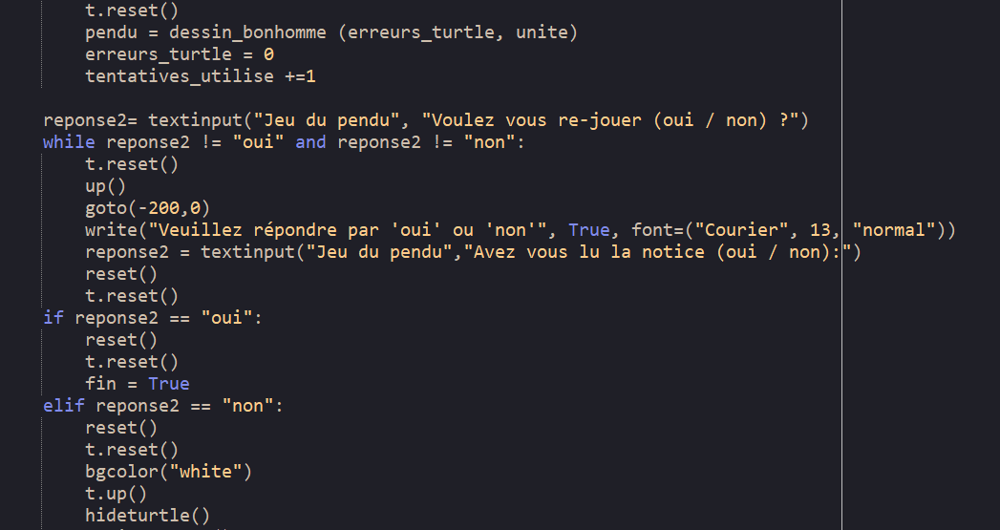 t.reset()
pendu = dessin_bonhomme (erreurs_turtle, unite)
erreurs_turtle = 0
tentatives_utilise +=1
reponse2= textinput("Jeu du pendu", "Voulez vous re-jouer (oui / non) ?")
while reponse2 != "oui" and reponse2 != "non":
t.reset()
up()
goto(-200,0)
write("Veuillez répondre par 'oui' ou 'non'", True, font=("Courier", 13, "normal"))
reponse2 = textinput("Jeu du pendu","Avez vous lu la notice (oui / non):")
reset()
t.reset()
if reponse2 == "oui":
reset()
t.reset()
fin = True
elif reponse2 == "non":
reset()
t.reset()
bgcolor("white")
t.up()
hideturtle()